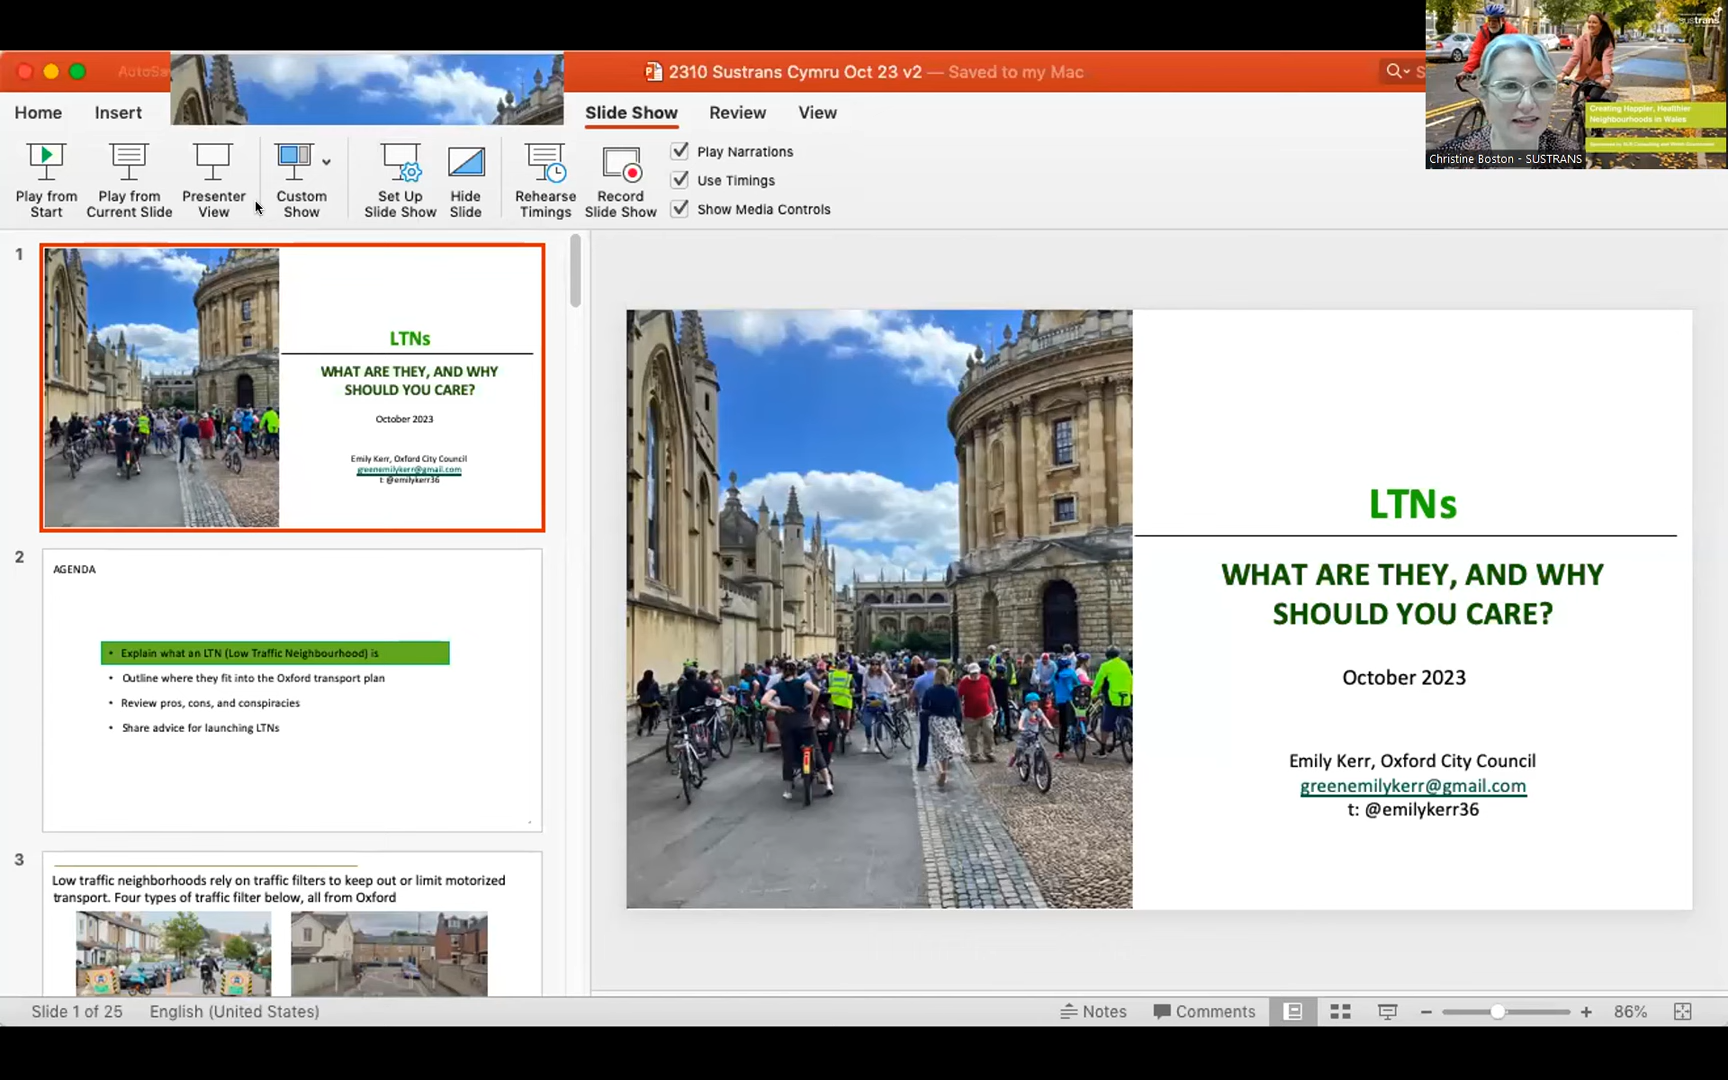 AutoSa
2310 Sustrans Cymru Oct 23 v2 — Saved to my Mac
S
sustrans
Home
Insert
Slide Show
Review
View
Creating Happier, Healthier
Neighbourhoods in Wales
Christine Boston - SUSTRANS
Play from
Start
Play from
Current Slide
Presenter
View
Custom
Show
Set Up
Slide Show
Hide
Slide
Rehearse
Timings
Record
Slide Show
Play Narrations
Use Timings
Show Media Controls
1
LTNs
WHAT ARE THEY, AND WHY
SHOULD YOU CARE?
October 2023
Emily Kerr, Oxford City Council
greenemilykerr@gmail.com
t: @emilykerr36
2
AGENDA
• Explain what an LTN (Low Traffic Neighbourhood) is
• Outline where they fit into the Oxford transport plan
• Review pros, cons, and conspiracies
• Share advice for launching LTNs
3
Low traffic neighborhoods rely on traffic filters to keep out or limit motorized
transport. Four types of traffic filter below, all from Oxford
LTNs
WHAT ARE THEY, AND WHY
SHOULD YOU CARE?
October 2023
Emily Kerr, Oxford City Council
greenemilykerr@gmail.com
t: @emilykerr36
Slide 1 of 25
English (United States)
Notes
Comments
86%